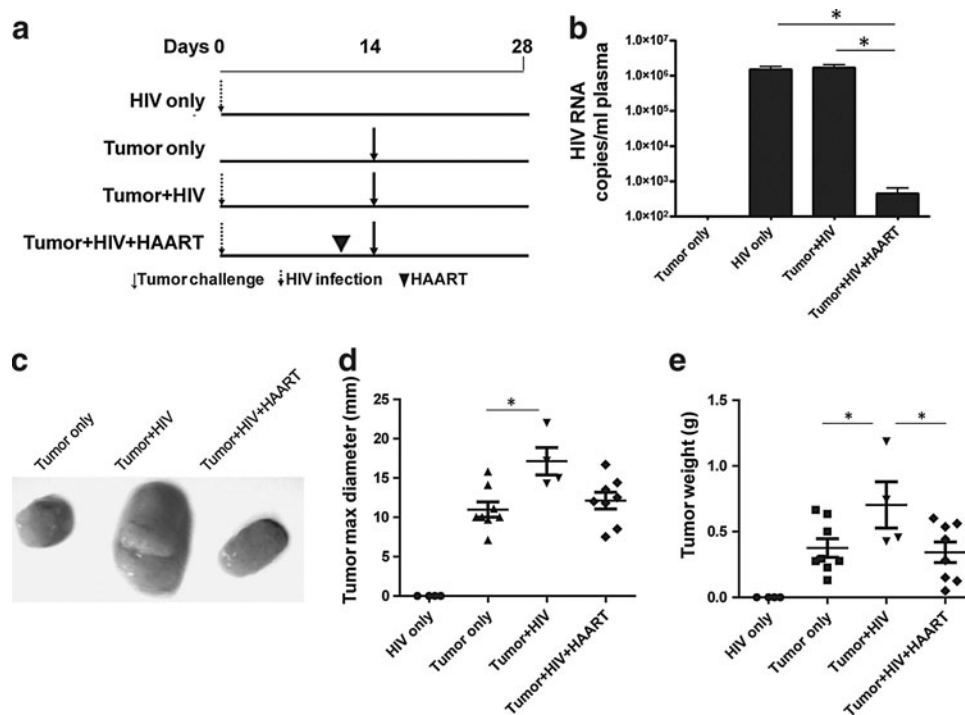 a
Days 0 14 28
HIV only
Tumor only
Tumor+HIV
Tumor+HIV+HAART
↓Tumor challenge ⇣HIV infection ▼HAART
b
HIV RNA
copies/ml plasma
1.0×10⁷
1.0×10⁶
1.0×10⁵
1.0×10⁴
1.0×10³
1.0×10²
*
*
Tumor only
HIV only
Tumor+HIV
Tumor+HIV+HAART
c
Tumor only
Tumor+HIV
Tumor+HIV+HAART
d
Tumor max diameter (mm)
25
20
15
10
5
0
*
HIV only
Tumor only
Tumor+HIV
Tumor+HIV+HAART
e
Tumor weight (g)
1.5
1.0
0.5
0.0
*
*
HIV only
Tumor only
Tumor+HIV
Tumor+HIV+HAART